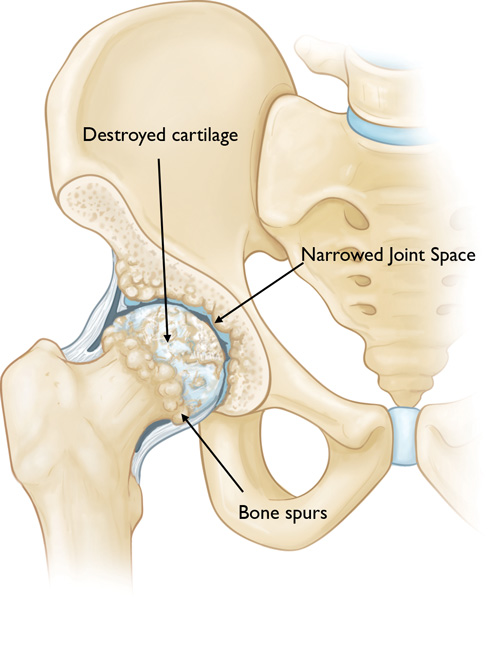 Destroyed cartilage
Narrowed Joint Space
Bone spurs